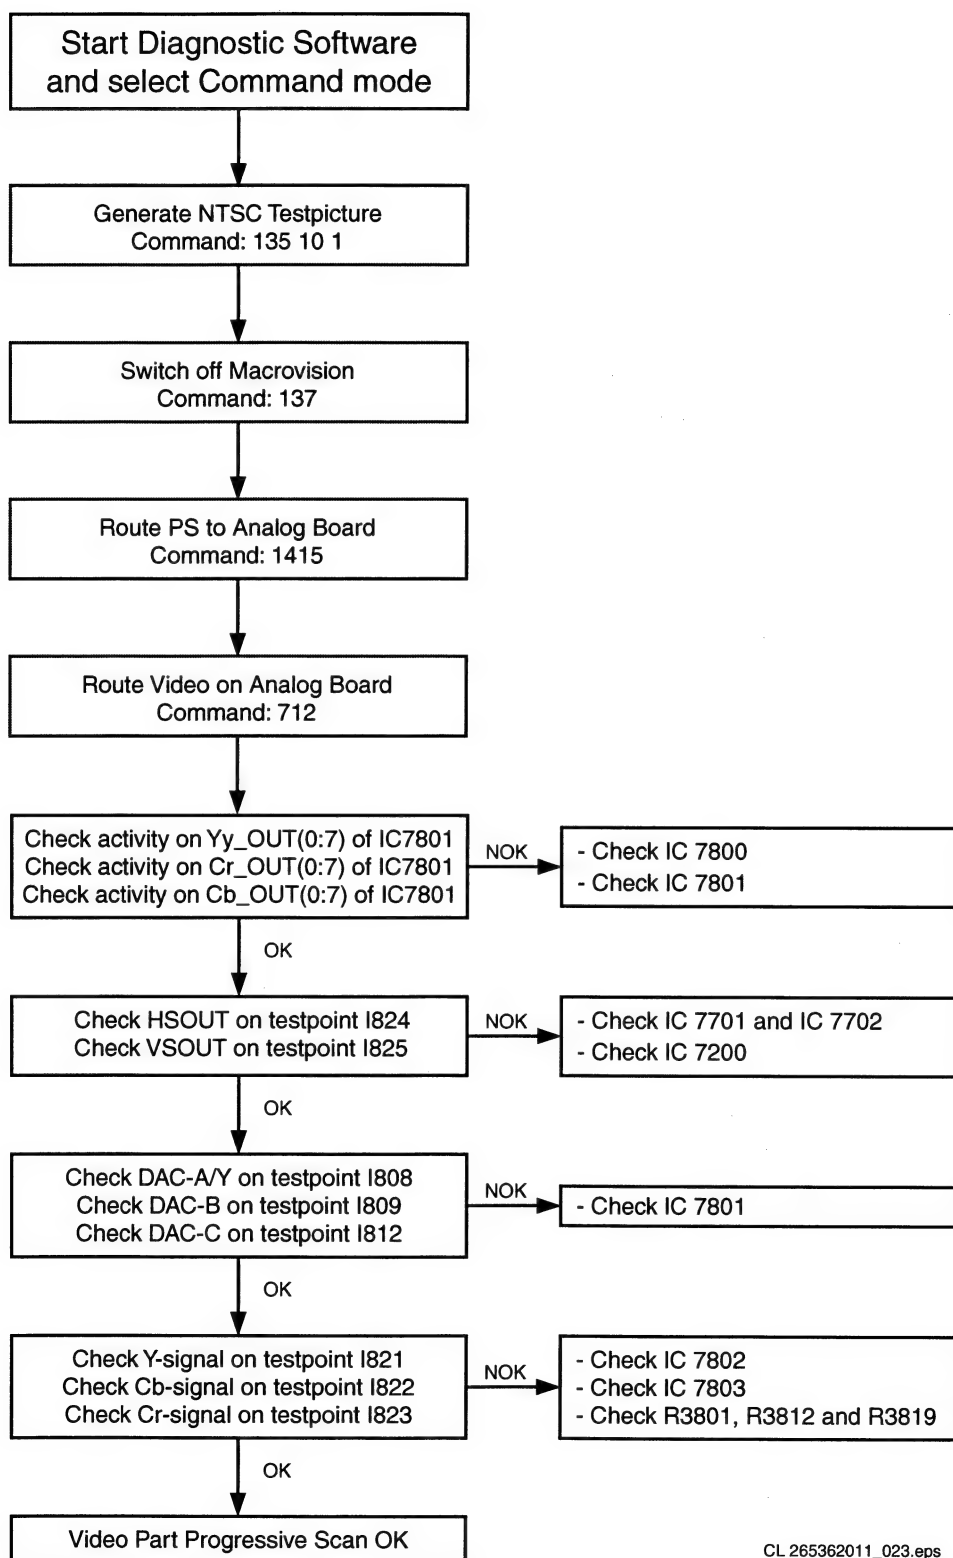 Start Diagnostic Software
and select Command mode
Generate NTSC Testpicture
Command: 135 10 1
Switch off Macrovision
Command: 137
Route PS to Analog Board
Command: 1415
Route Video on Analog Board
Command: 712
Check activity on Yy_OUT(0:7) of IC7801
Check activity on Cr_OUT(0:7) of IC7801
Check activity on Cb_OUT(0:7) of IC7801
NOK
- Check IC 7800
- Check IC 7801
OK
Check HSOUT on testpoint I824
Check VSOUT on testpoint I825
NOK
- Check IC 7701 and IC 7702
- Check IC 7200
OK
Check DAC-A/Y on testpoint I808
Check DAC-B on testpoint I809
Check DAC-C on testpoint I812
NOK
- Check IC 7801
OK
Check Y-signal on testpoint I821
Check Cb-signal on testpoint I822
Check Cr-signal on testpoint I823
NOK
- Check IC 7802
- Check IC 7803
- Check R3801, R3812 and R3819
OK
Video Part Progressive Scan OK
CL 265362011_023.eps